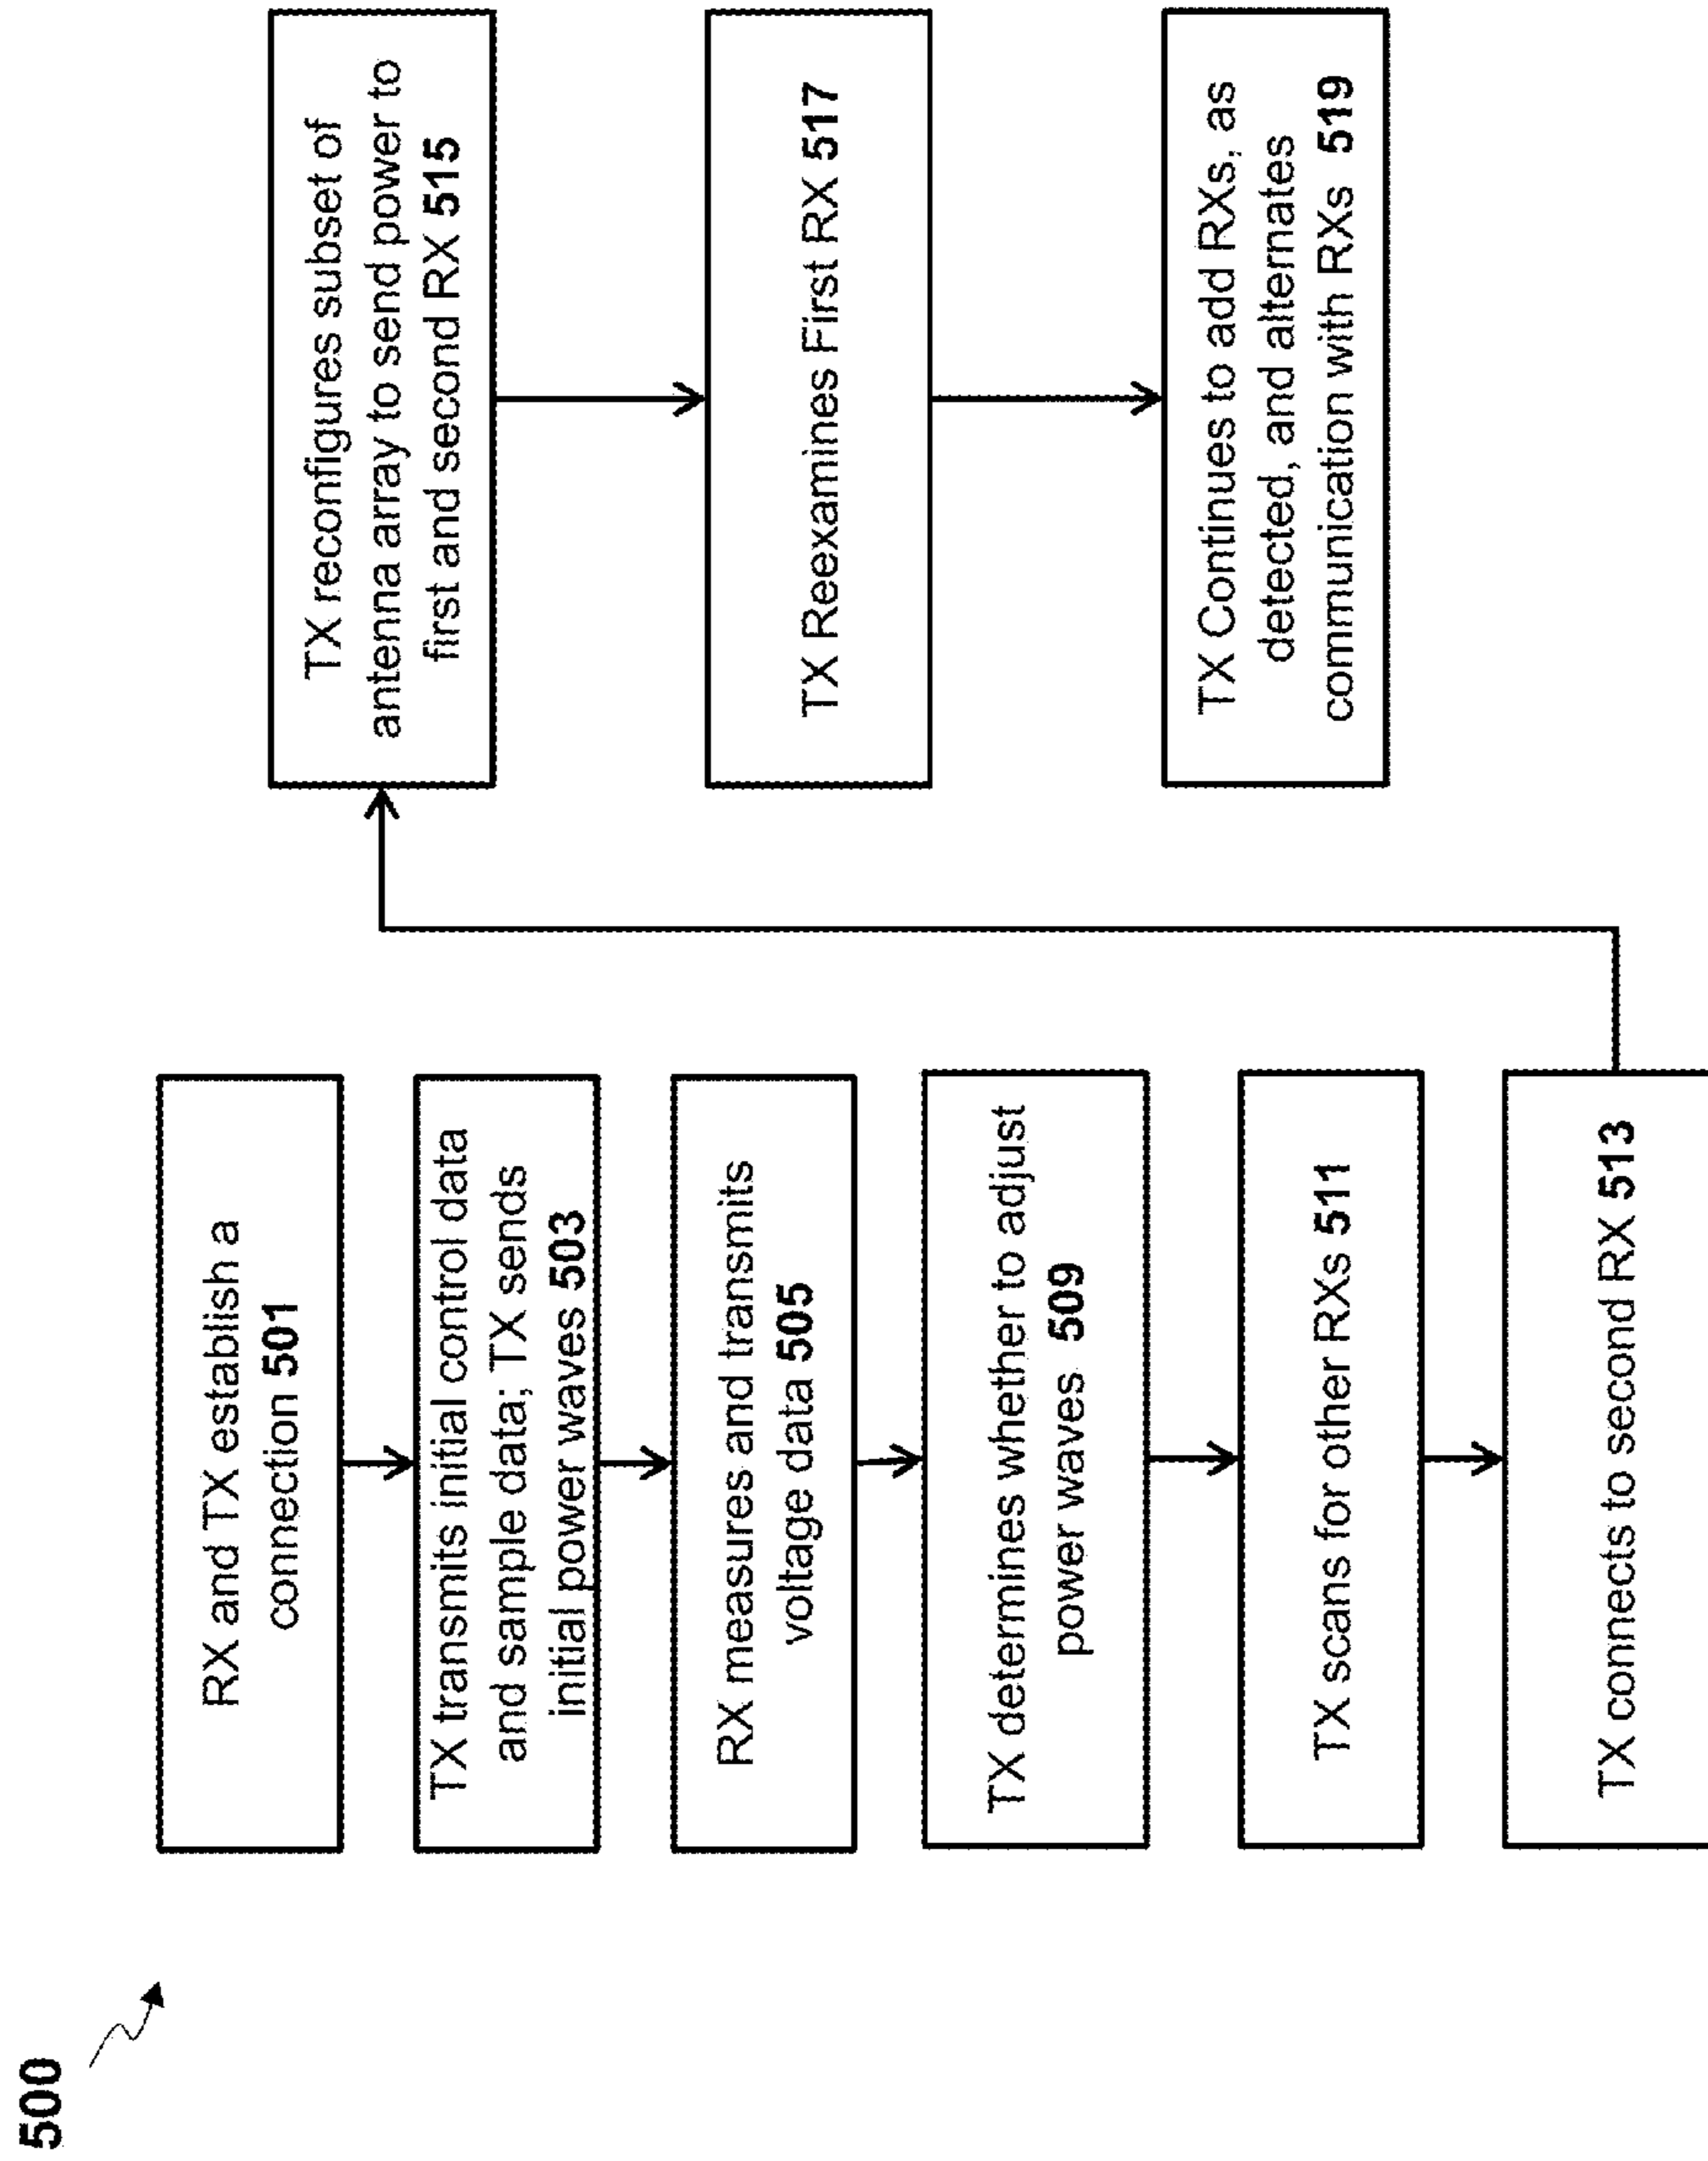 500
RX and TX establish a
connection 501
TX transmits initial control data
and sample data; TX sends
initial power waves 503
RX measures and transmits
voltage data 505
TX determines whether to adjust
power waves 509
TX scans for other RXs 511
TX connects to second RX 513
TX reconfigures subset of
antenna array to send power to
first and second RX 515
TX Reexamines First RX 517
TX Continues to add RXs, as
detected, and alternates
communication with RXs 519